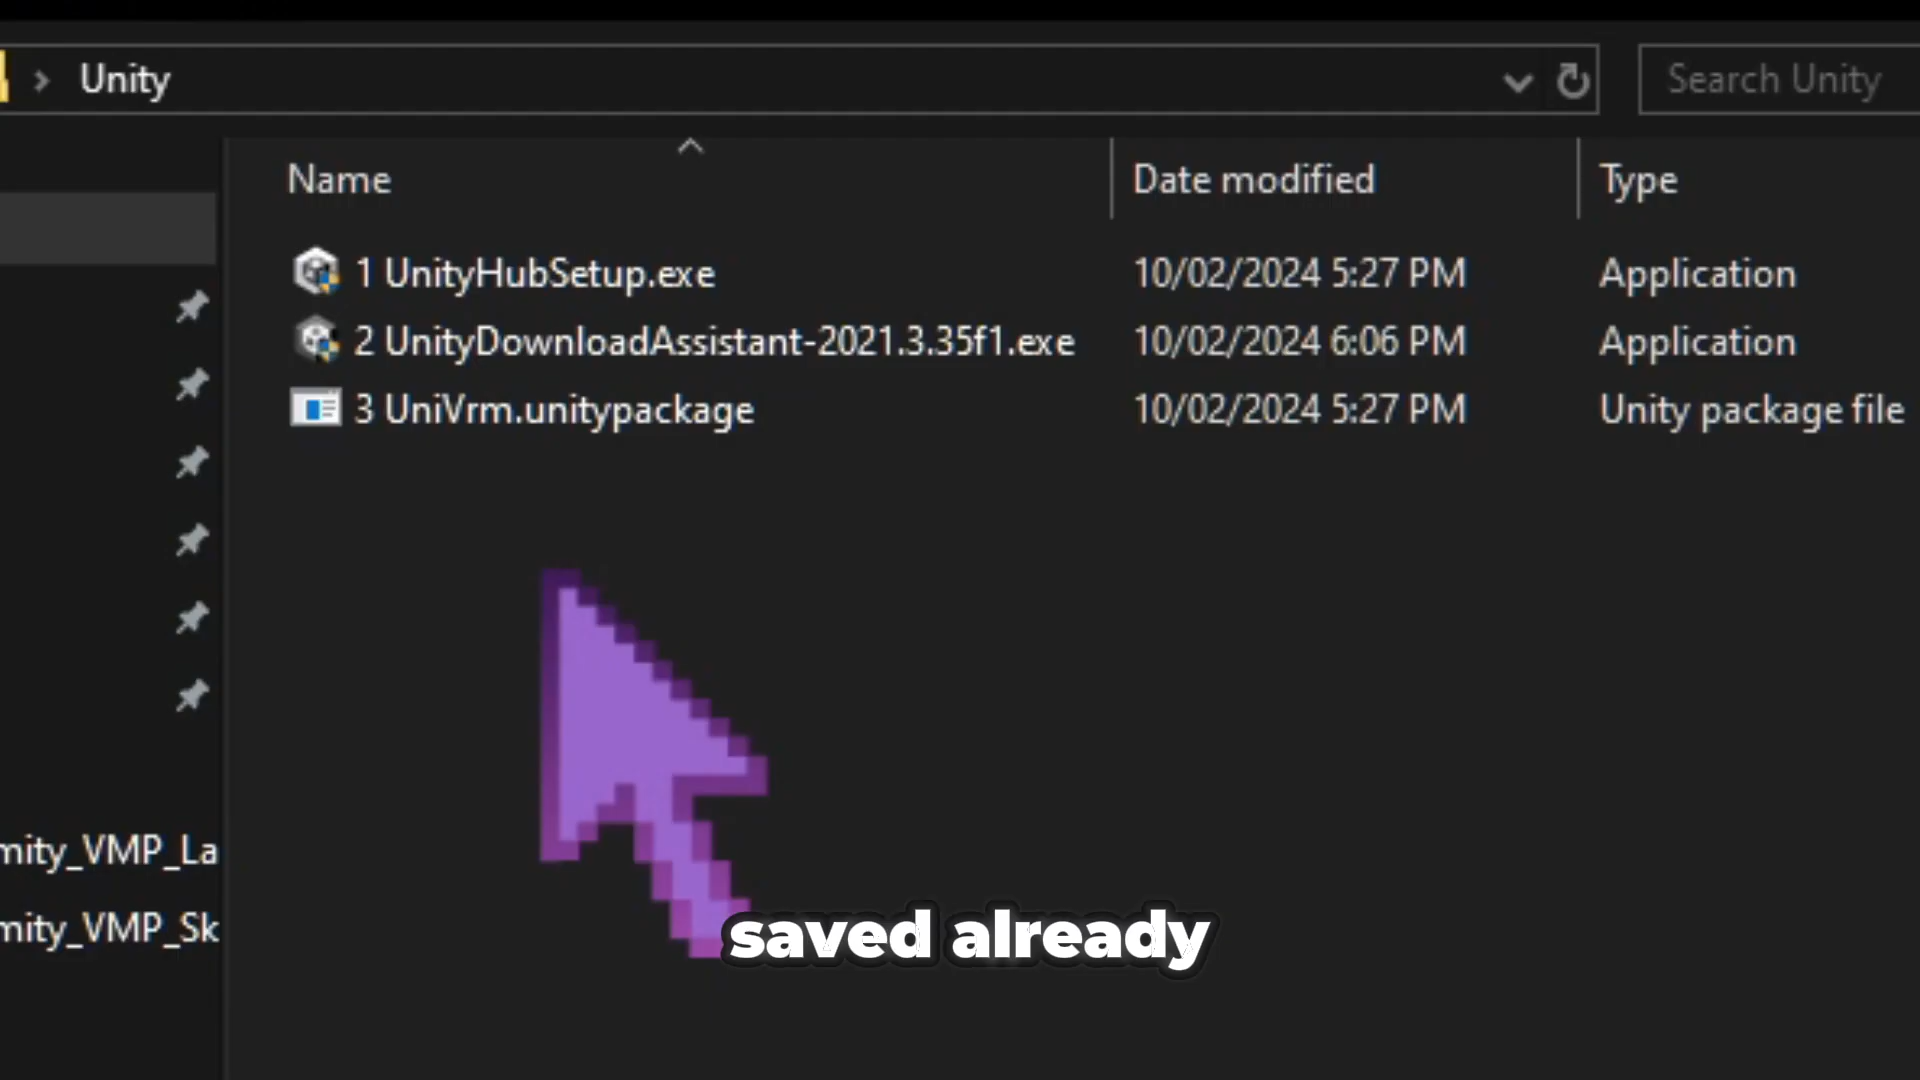 Unity
Search Unity
Name Date modified Type
1 UnityHubSetup.exe 10/02/2024 5:27 PM Application
2 UnityDownloadAssistant-2021.3.35f1.exe 10/02/2024 6:06 PM Application
3 UniVrm.unitypackage 10/02/2024 5:27 PM Unity package file
mity_VMP_La
mity_VMP_Sk
saved already